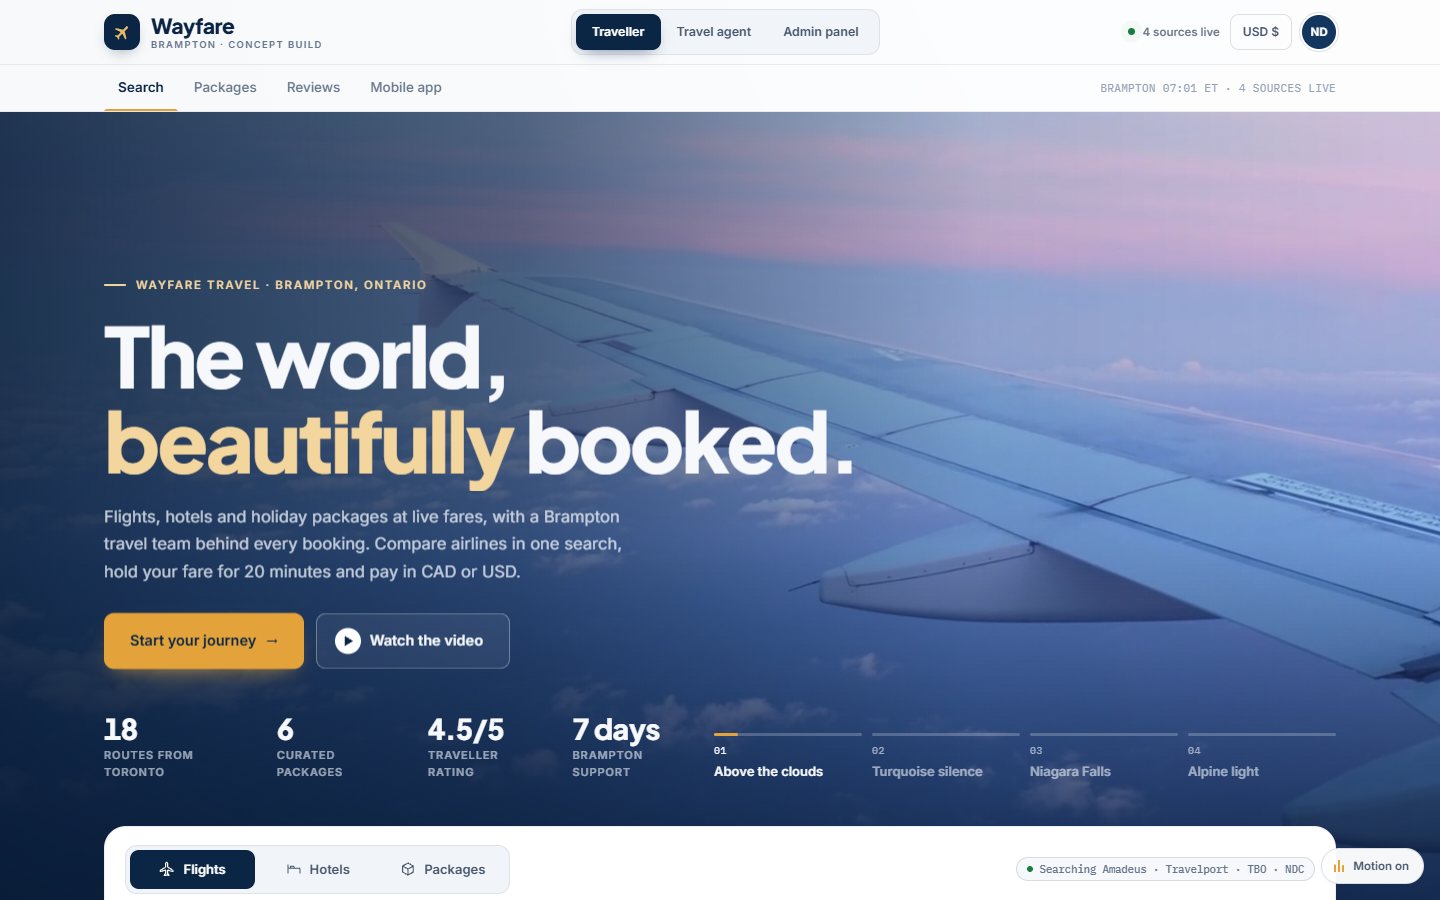 Wayfare
BRAMPTON · CONCEPT BUILD
Traveller
Travel agent
Admin panel
4 sources live
USD $
ND
Search
Packages
Reviews
Mobile app
BRAMPTON 07:01 ET · 4 SOURCES LIVE
WAYFARE TRAVEL · BRAMPTON, ONTARIO
The world,
beautifully booked.
Flights, hotels and holiday packages at live fares, with a Brampton
travel team behind every booking. Compare airlines in one search,
hold your fare for 20 minutes and pay in CAD or USD.
Start your journey →
Watch the video
18
ROUTES FROM
TORONTO
6
CURATED
PACKAGES
4.5/5
TRAVELLER
RATING
7 days
BRAMPTON
SUPPORT
01
Above the clouds
02
Turquoise silence
03
Niagara Falls
04
Alpine light
Flights
Hotels
Packages
Searching Amadeus · Travelport · TBO · NDC
Motion on